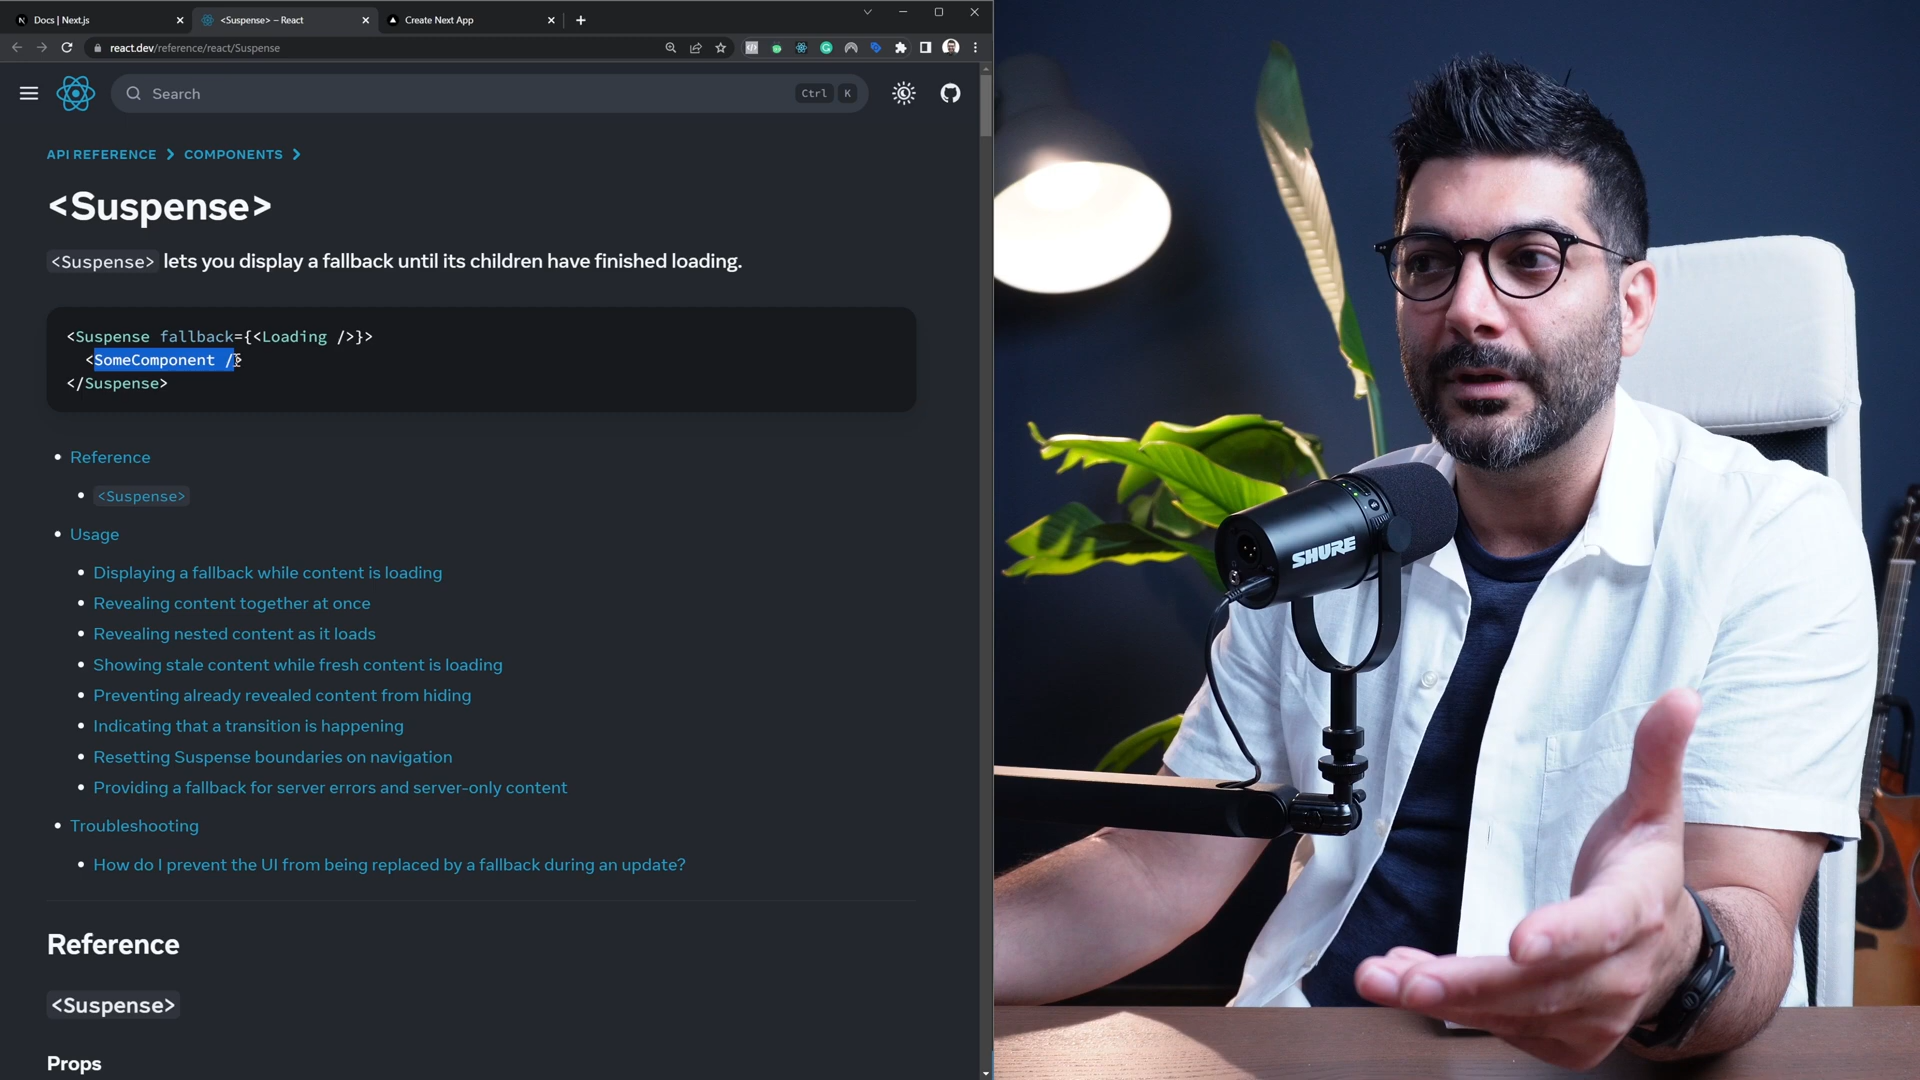 Docs | Next.js
<Suspense> – React
Create Next App
react.dev/reference/react/Suspense
Search
Ctrl K
API REFERENCE
COMPONENTS
<Suspense>
<Suspense> lets you display a fallback until its children have finished loading.
<Suspense fallback={<Loading />}>
<SomeComponent />
</Suspense>
Reference
<Suspense>
Usage
Displaying a fallback while content is loading
Revealing content together at once
Revealing nested content as it loads
Showing stale content while fresh content is loading
Preventing already revealed content from hiding
Indicating that a transition is happening
Resetting Suspense boundaries on navigation
Providing a fallback for server errors and server-only content
Troubleshooting
How do I prevent the UI from being replaced by a fallback during an update?
Reference
<Suspense>
Props
SHURE